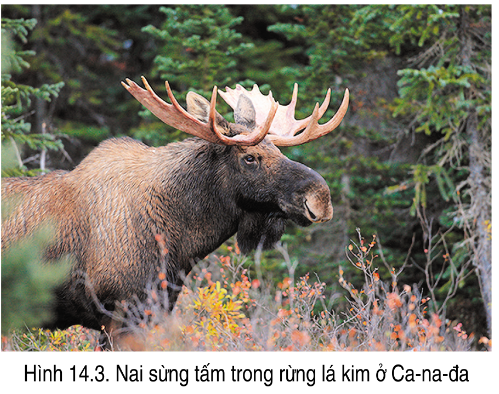 Hình 14.3. Nai sừng tấm trong rừng lá kim ở Ca-na-đa